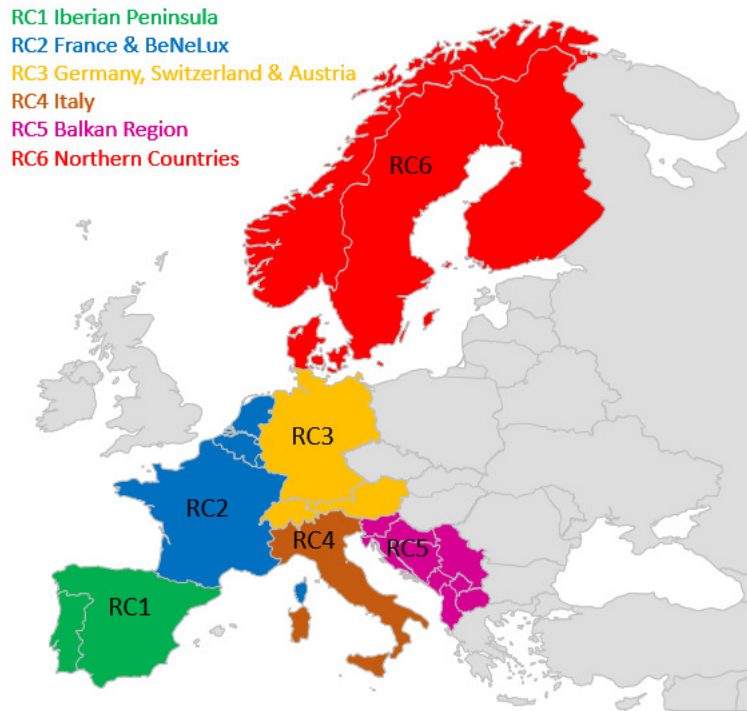 RC1 Iberian Peninsula
RC2 France & BeNeLux
RC3 Germany, Switzerland & Austria
RC4 Italy
RC5 Balkan Region
RC6 Northern Countries
RC6
RC3
RC2
RC4
RC5
RC1